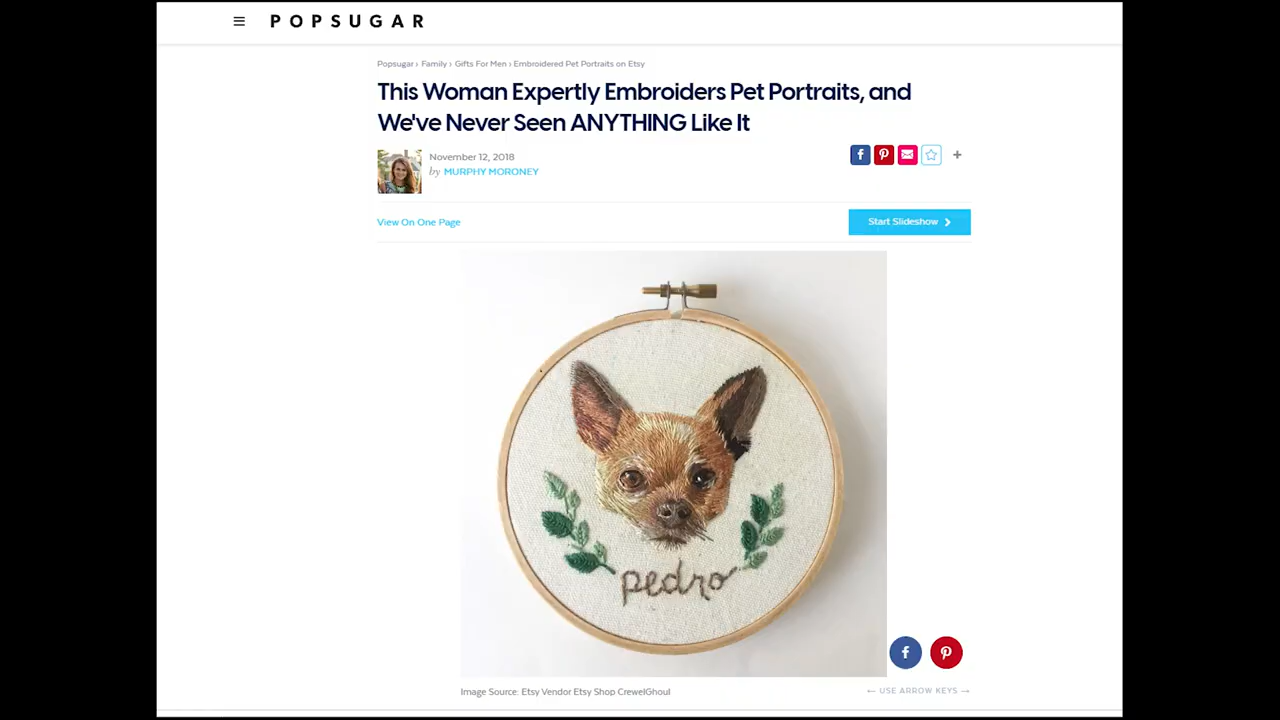 POPSUGAR
Popsugar › Family › Gifts For Men › Embroidered Pet Portraits on Etsy
This Woman Expertly Embroiders Pet Portraits, and
We've Never Seen ANYTHING Like It
November 12, 2018
by MURPHY MORONEY
View On One Page
Start Slideshow
pedro
Image Source: Etsy Vendor Etsy Shop CrewelGhoul
← USE ARROW KEYS →